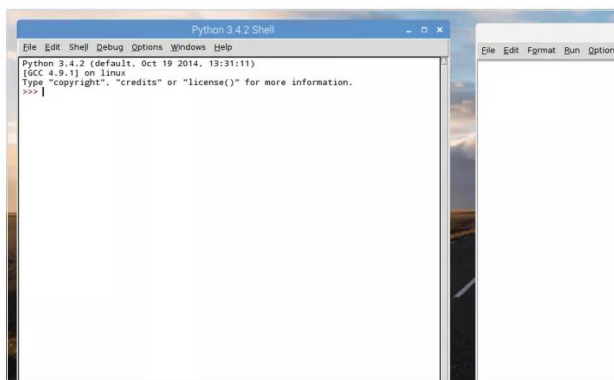 Python 3.4.2 Shell
File Edit Shell Debug Options Windows Help
Python 3.4.2 (default, Oct 19 2014, 13:31:11)
[GCC 4.9.1] on linux
Type "copyright", "credits" or "license()" for more information.
>>>
File Edit Format Run Option